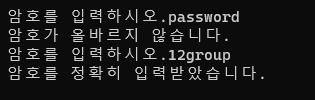 암호를 입력하시오.password
암호가 올바르지 않습니다.
암호를 입력하시오.12group
암호를 정확히 입력받았습니다.